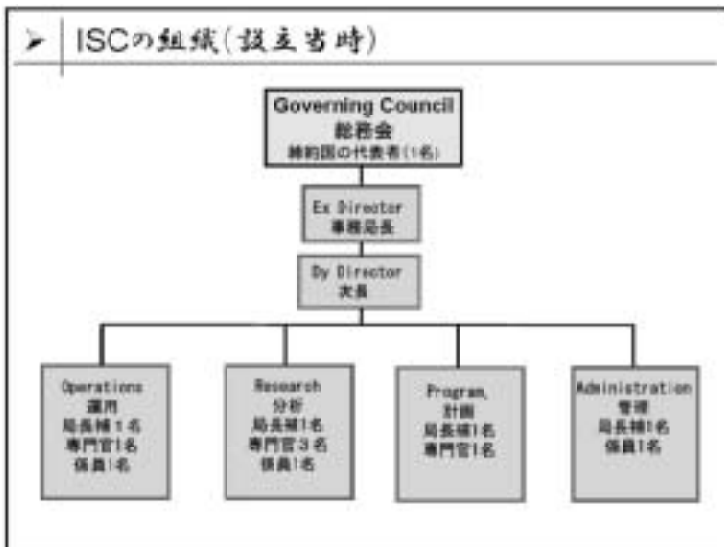 ISCの組織(設立当時)
Governing Council
総務会
締約国の代表者(1名)
Ex Director
事務局長
Dy Director
次長
Operations
運用
局長補1名
専門官1名
係員1名
Research
分析
局長補1名
専門官3名
係員1名
Program,
計画
局長補1名
専門官1名
Administration
管理
局長補1名
係員1名